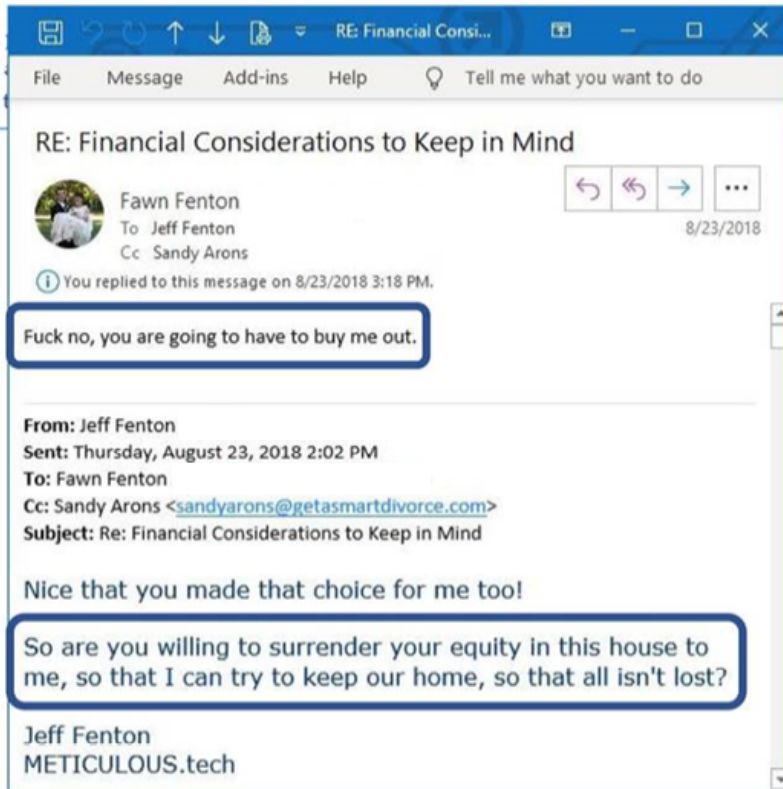 RE: Financial Consi...
File Message Add-ins Help Tell me what you want to do
RE: Financial Considerations to Keep in Mind
Fawn Fenton
To Jeff Fenton
8/23/2018
Cc Sandy Arons
You replied to this message on 8/23/2018 3:18 PM.
Fuck no, you are going to have to buy me out.
From: Jeff Fenton
Sent: Thursday, August 23, 2018 2:02 PM
To: Fawn Fenton
Cc: Sandy Arons <sandyarons@getasmartdivorce.com>
Subject: Re: Financial Considerations to Keep in Mind
Nice that you made that choice for me too!
So are you willing to surrender your equity in this house to
me, so that I can try to keep our home, so that all isn't lost?
Jeff Fenton
METICULOUS.tech